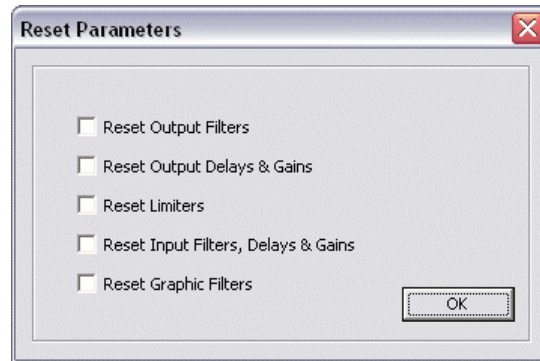 Reset Parameters
Reset Output Filters
Reset Output Delays & Gains
Reset Limiters
Reset Input Filters, Delays & Gains
Reset Graphic Filters
OK